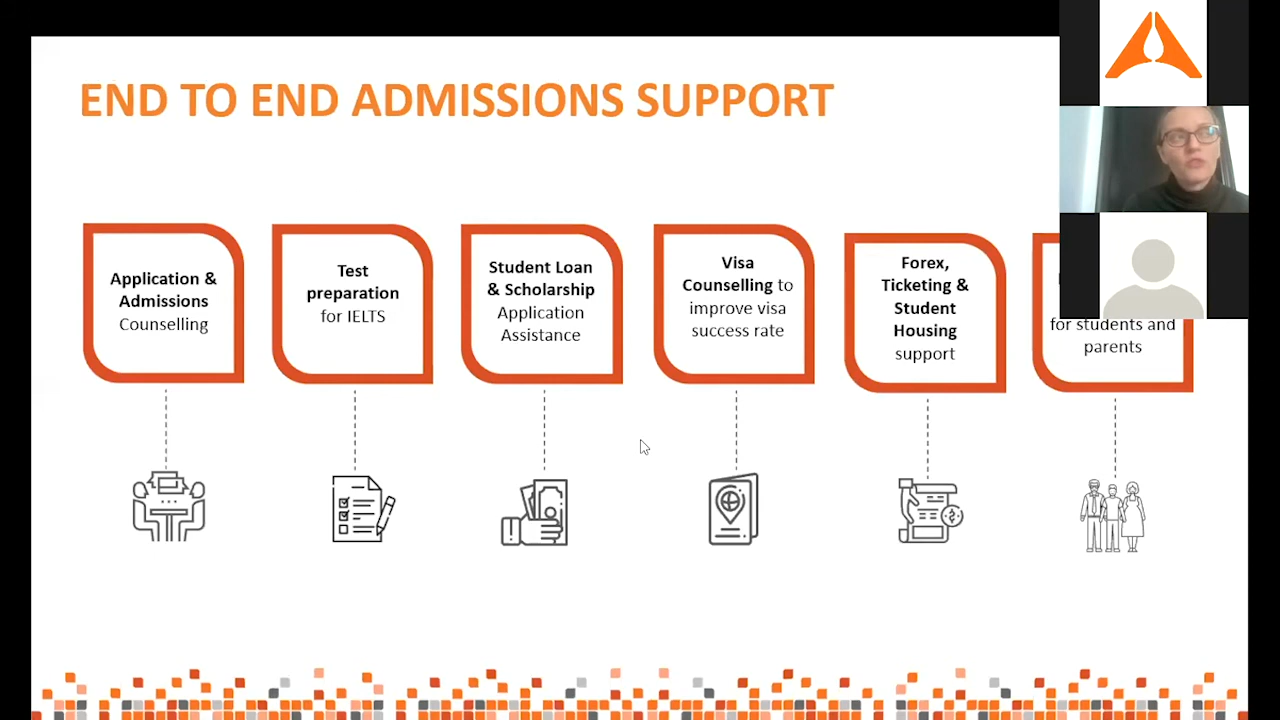 END TO END ADMISSIONS SUPPORT
Application &
Admissions
Counselling
Test
preparation
for IELTS
Student Loan
& Scholarship
Application
Assistance
Visa
Counselling to
improve visa
success rate
Forex,
Ticketing &
Student
Housing
support
for students and
parents